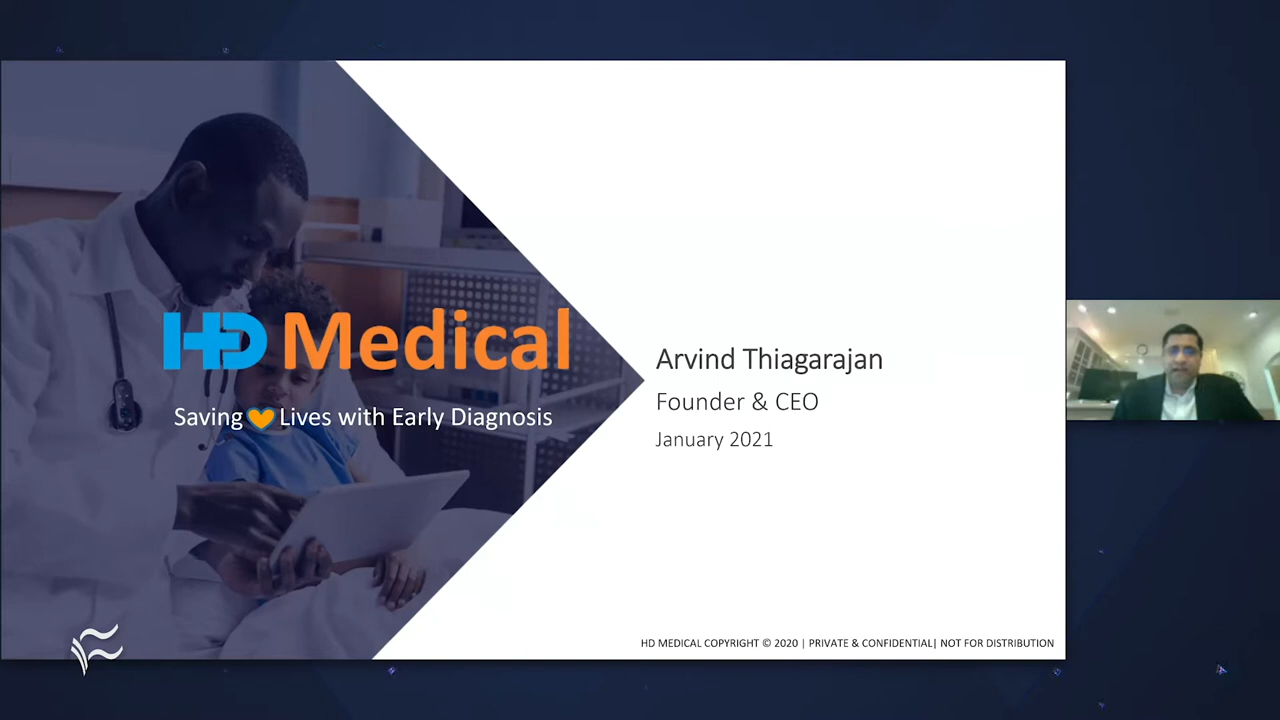 HD Medical
Saving Lives with Early Diagnosis
Arvind Thiagarajan
Founder & CEO
January 2021
HD MEDICAL COPYRIGHT © 2020 | PRIVATE & CONFIDENTIAL| NOT FOR DISTRIBUTION